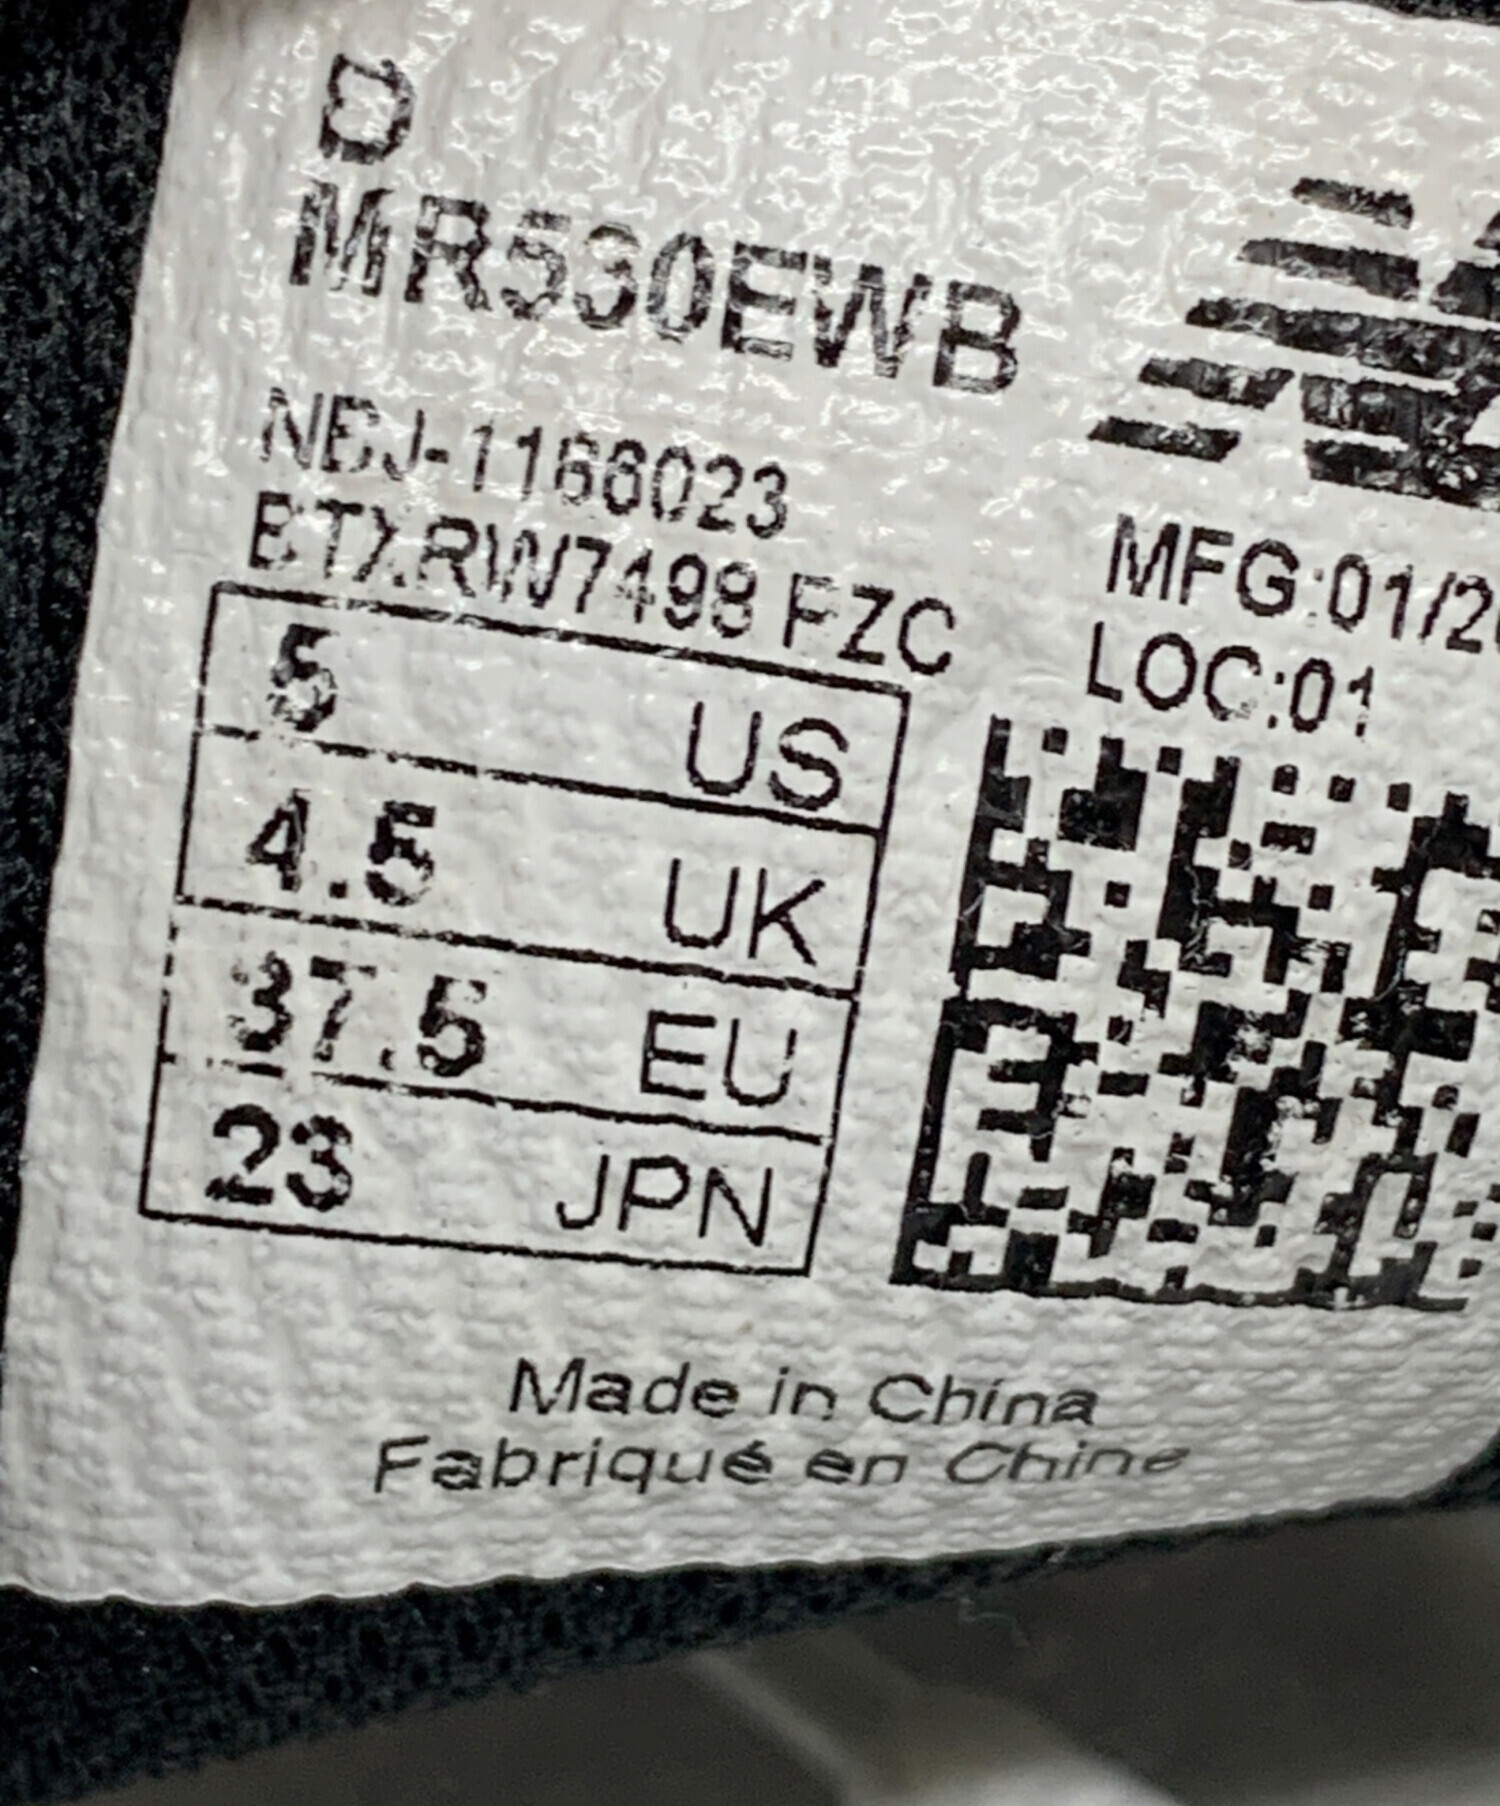 D
MR530EWB
NBJ-1166023
BTX.RW7498 FZC
MFG:01/20
LOC:01
5 US
4.5 UK
37.5 EU
23 JPN
Made in China
Fabriqué en Chine